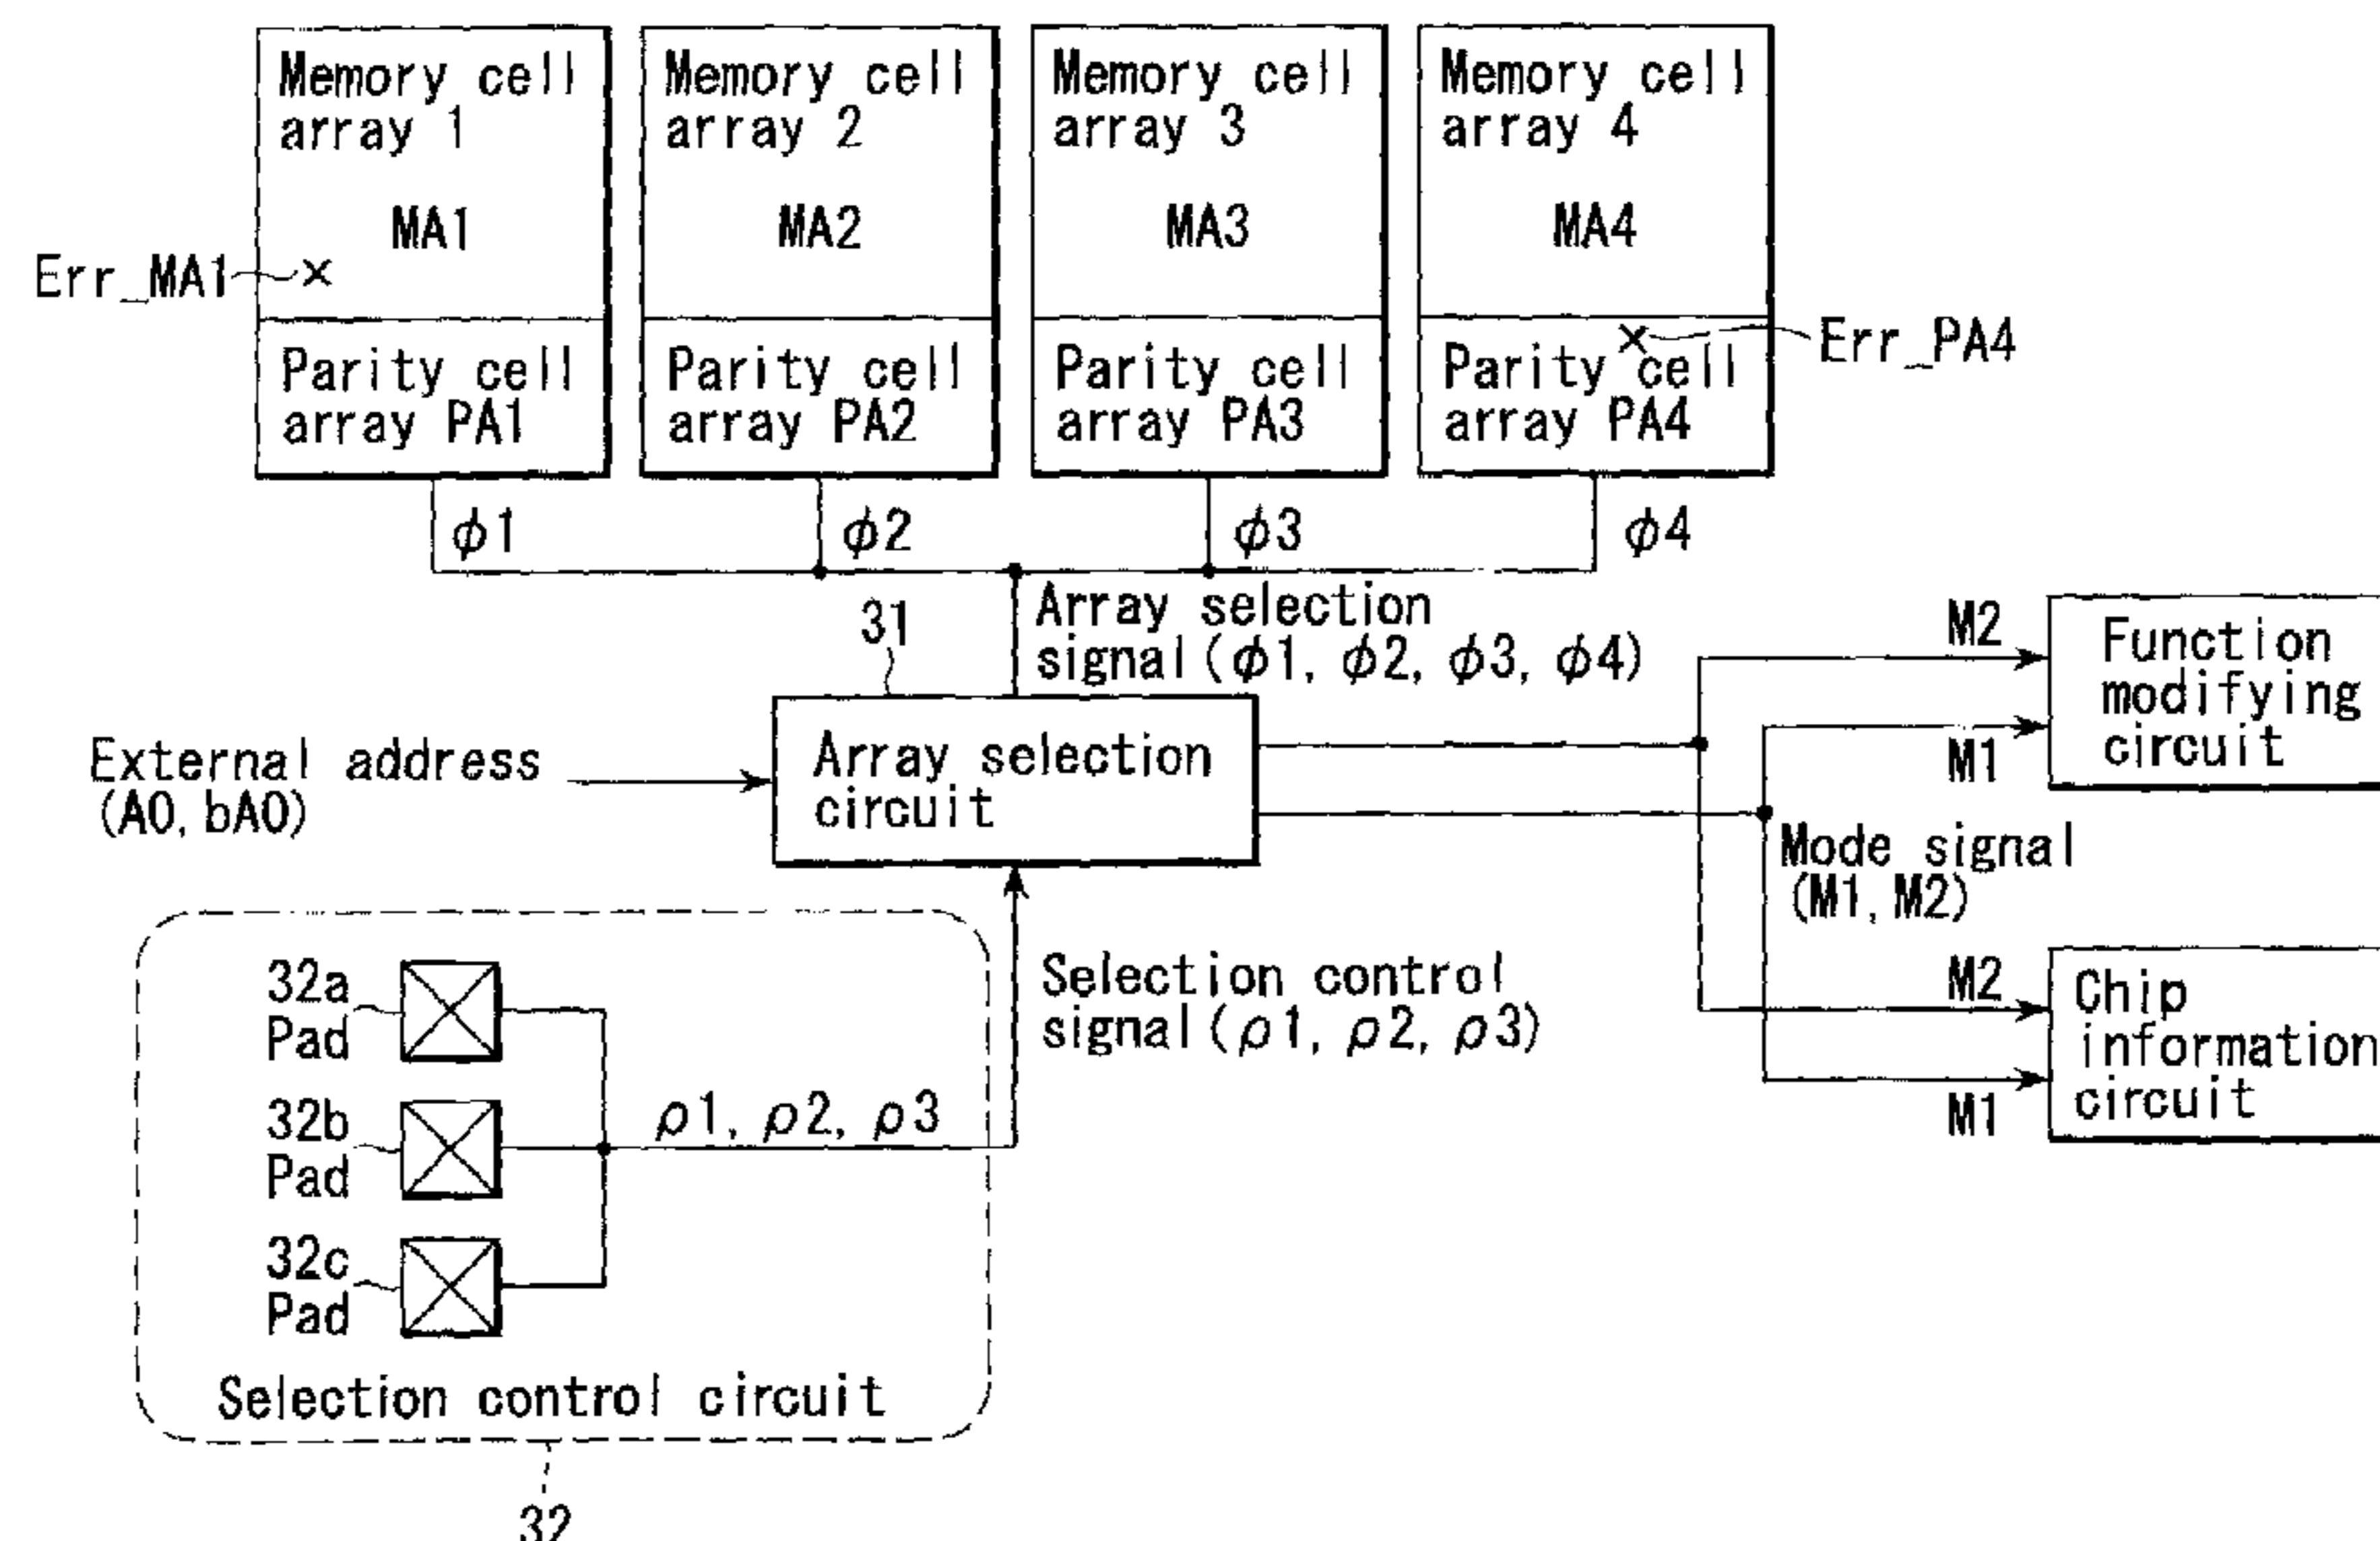 Memory cell
array 1
MA1
Memory cell
array 2
MA2
Memory cell
array 3
MA3
Memory cell
array 4
MA4
Err_MA1
Err_PA4
Parity cell
array PA1
Parity cell
array PA2
Parity cell
array PA3
Parity cell
array PA4
ϕ1
ϕ2
ϕ3
ϕ4
31
Array selection
signal(ϕ1, ϕ2, ϕ3, ϕ4)
External address
(A0, bA0)
Array selection
circuit
M2
M1
Function
modifying
circuit
Mode signal
(M1, M2)
M2
M1
Chip
information
circuit
Selection control
signal(ρ1, ρ2, ρ3)
32a
Pad
32b
Pad
32c
Pad
ρ1, ρ2, ρ3
Selection control circuit
32